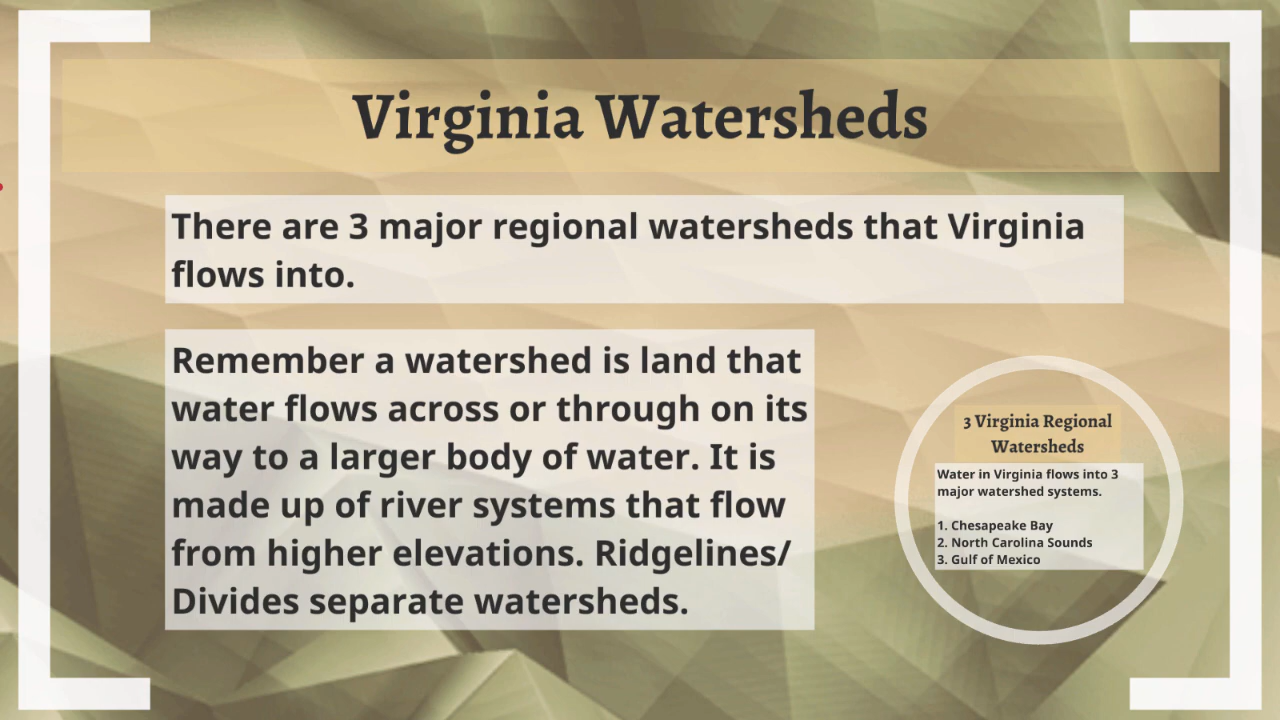 Virginia Watersheds
There are 3 major regional watersheds that Virginia
flows into.
Remember a watershed is land that
water flows across or through on its
way to a larger body of water. It is
made up of river systems that flow
from higher elevations. Ridgelines/
Divides separate watersheds.
3 Virginia Regional
Watersheds
Water in Virginia flows into 3
major watershed systems.
1. Chesapeake Bay
2. North Carolina Sounds
3. Gulf of Mexico